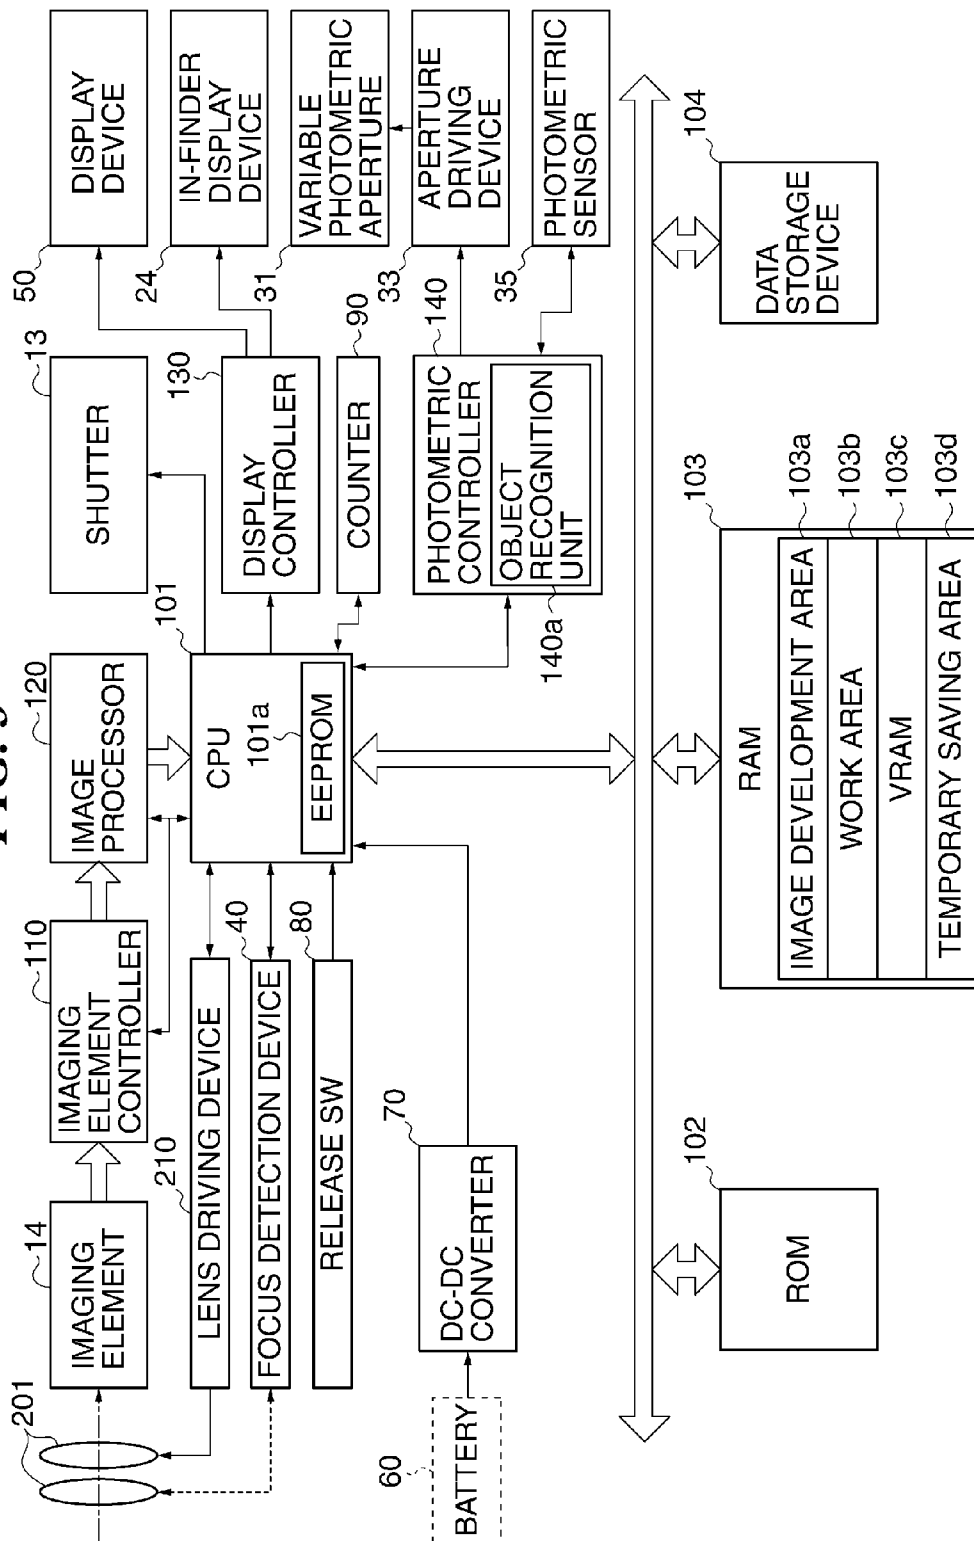 201
14
IMAGING
ELEMENT
110
IMAGING
ELEMENT
CONTROLLER
120
IMAGE
PROCESSOR
13
SHUTTER
50
DISPLAY
DEVICE
210
LENS DRIVING DEVICE
40
FOCUS DETECTION DEVICE
80
RELEASE SW
101
CPU
101a
EEPROM
130
DISPLAY
CONTROLLER
90
COUNTER
24
IN-FINDER
DISPLAY
DEVICE
31
VARIABLE
PHOTOMETRIC
APERTURE
60
BATTERY
70
DC-DC
CONVERTER
140
PHOTOMETRIC
CONTROLLER
OBJECT
RECOGNITION
UNIT
140a
33
APERTURE
DRIVING
DEVICE
35
PHOTOMETRIC
SENSOR
102
ROM
103
RAM
IMAGE DEVELOPMENT AREA
103a
WORK AREA
103b
VRAM
103c
TEMPORARY SAVING AREA
103d
104
DATA
STORAGE
DEVICE